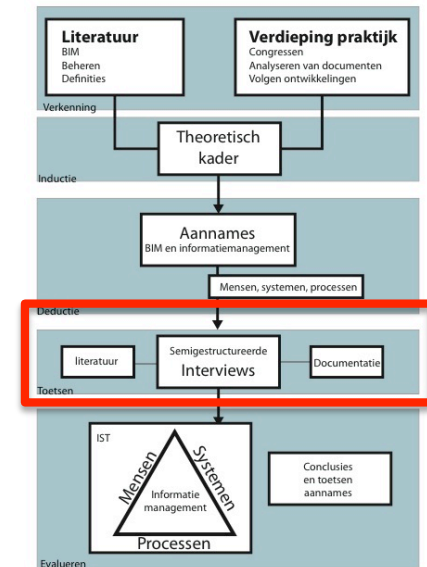 Literatuur
BIM
Beheren
Definities
Verdieping praktijk
Congressen
Analyseren van documenten
Volgen ontwikkelingen
Verkenning
Theoretisch
kader
Inductie
Aannames
BIM en informatiemanagement
Mensen, systemen, processen
Deductie
literatuur
Semigestructureerde
Interviews
Documentatie
Toetsen
IST
Mensen
Systemen
Informatie
management
Processen
Conclusies
en toetsen
aannames
Evalueren